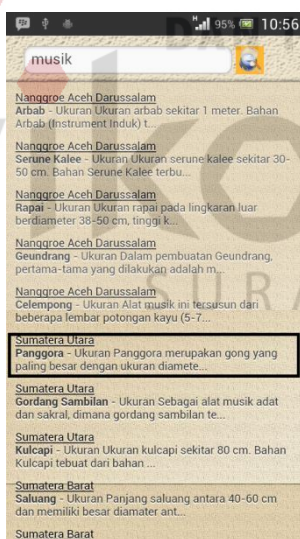 95% 10:56
musik
Nanggroe Aceh Darussalam
Arbab - Ukuran Ukuran arbab sekitar 1 meter. Bahan
Arbab (Instrument Induk) t...
Nanggroe Aceh Darussalam
Serune Kalee - Ukuran Ukuran serune kalee sekitar 30-
50 cm. Bahan Serune Kalee terbu...
Nanggroe Aceh Darussalam
Rapai - Ukuran Ukuran rapai pada lingkaran luar
berdiameter 38-50 cm, tinggi k...
Nanggroe Aceh Darussalam
Geundrang - Ukuran Dalam pembuatan Geundrang,
pertama-tama yang dilakukan adalah m...
Nanggroe Aceh Darussalam
Celempong - Ukuran Alat musik ini tersusun dari
beberapa lembar potongan kayu (5-7...
Sumatera Utara
Panggora - Ukuran Panggora merupakan gong yang
paling besar dengan ukuran diamete...
Sumatera Utara
Gordang Sambilan - Ukuran Sebagai alat musik adat
dan sakral, dimana gordang sambilan te...
Sumatera Utara
Kulcapi - Ukuran Ukuran kulcapi sekitar 80 cm. Bahan
Kulcapi tebuat dari bahan ...
Sumatera Barat
Saluang - Ukuran Panjang saluang antara 40-60 cm
dan memiliki besar diamater ant...
Sumatera Barat